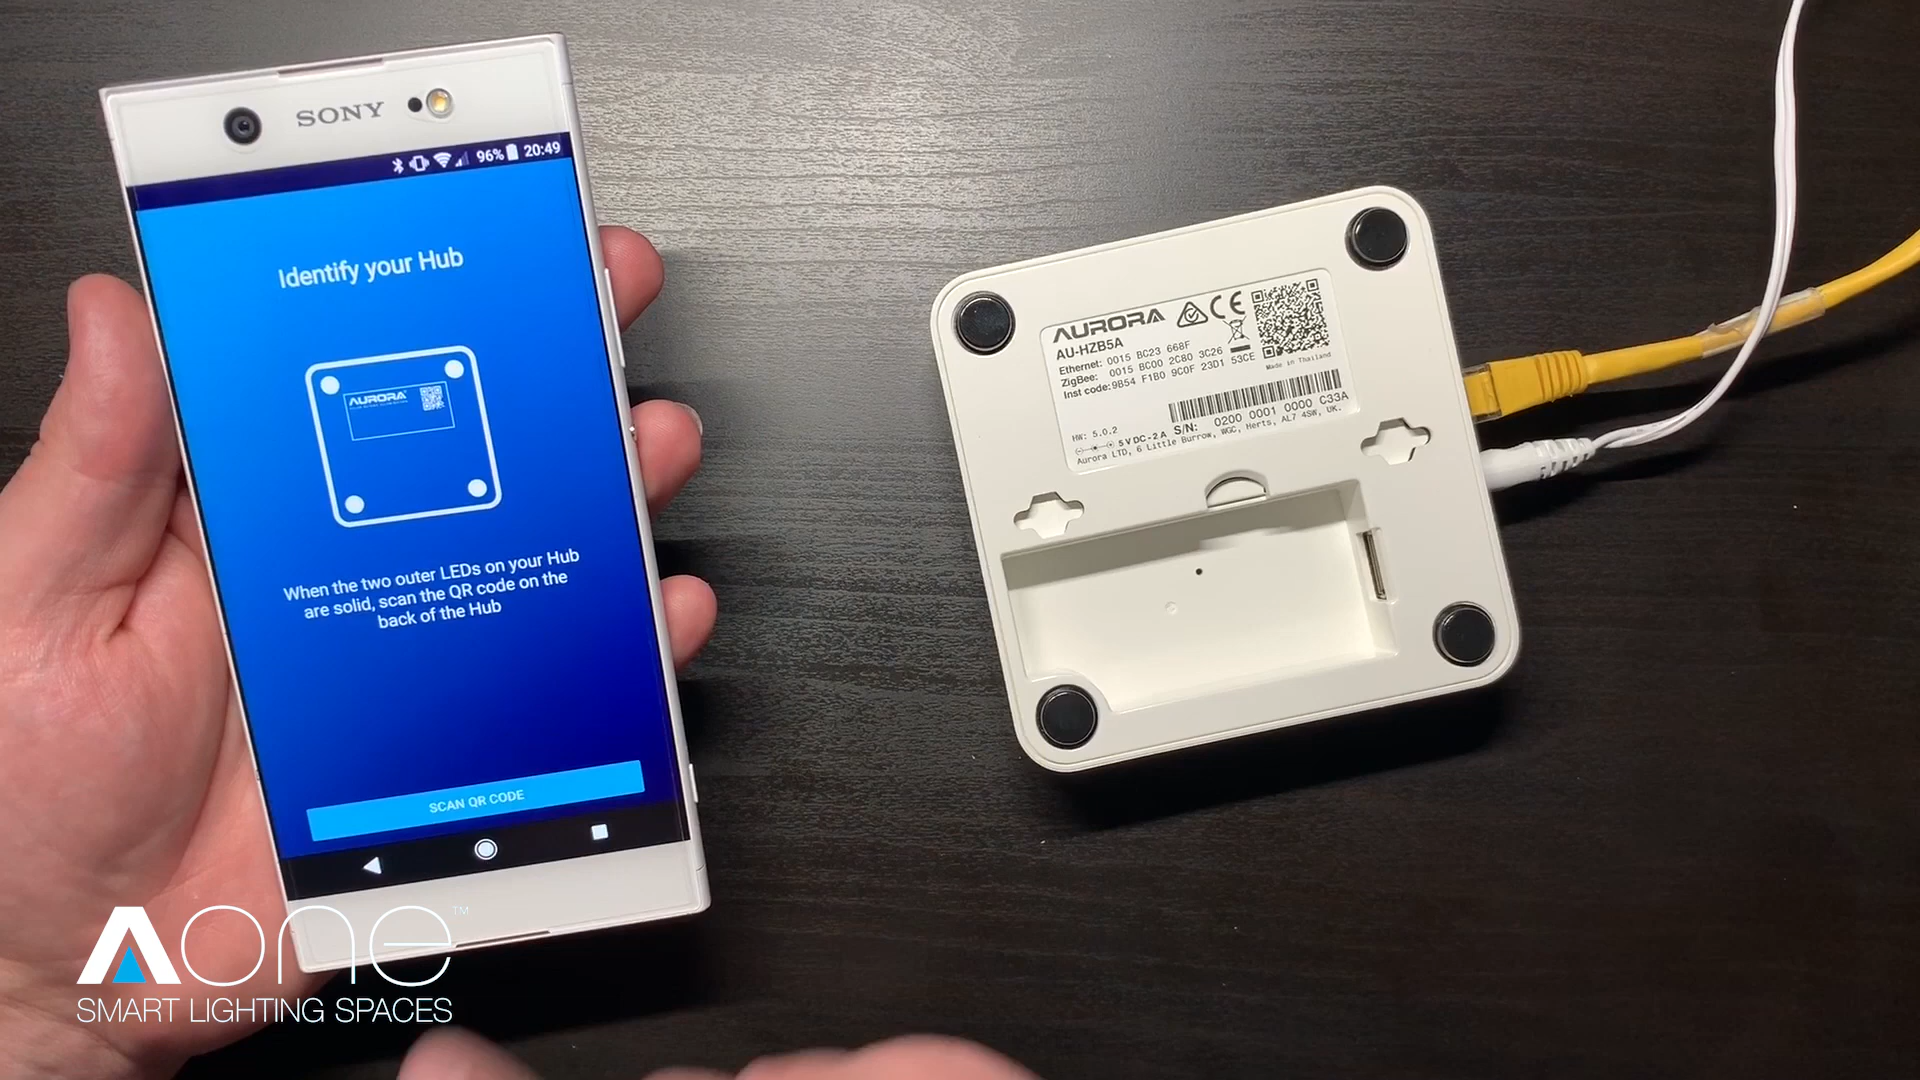 SONY
96% 20:49
Identify your Hub
AURORA
When the two outer LEDs on your Hub
are solid, scan the QR code on the
back of the Hub
SCAN QR CODE
AURORA
AU-HZB5A
Ethernet: 0015 BC23 668F
ZigBee: 0015 BC00 2C80 3C26
Inst code: 9B54 F1B0 9C0F 23D1 53CE
Made in Thailand
HW: 5.0.2
5V DC-2A S/N: 0200 0001 0000 C33A
Aurora LTD, 6 Little Burrow, WGC, Herts, AL7 4SW, UK.
Aone™
SMART LIGHTING SPACES